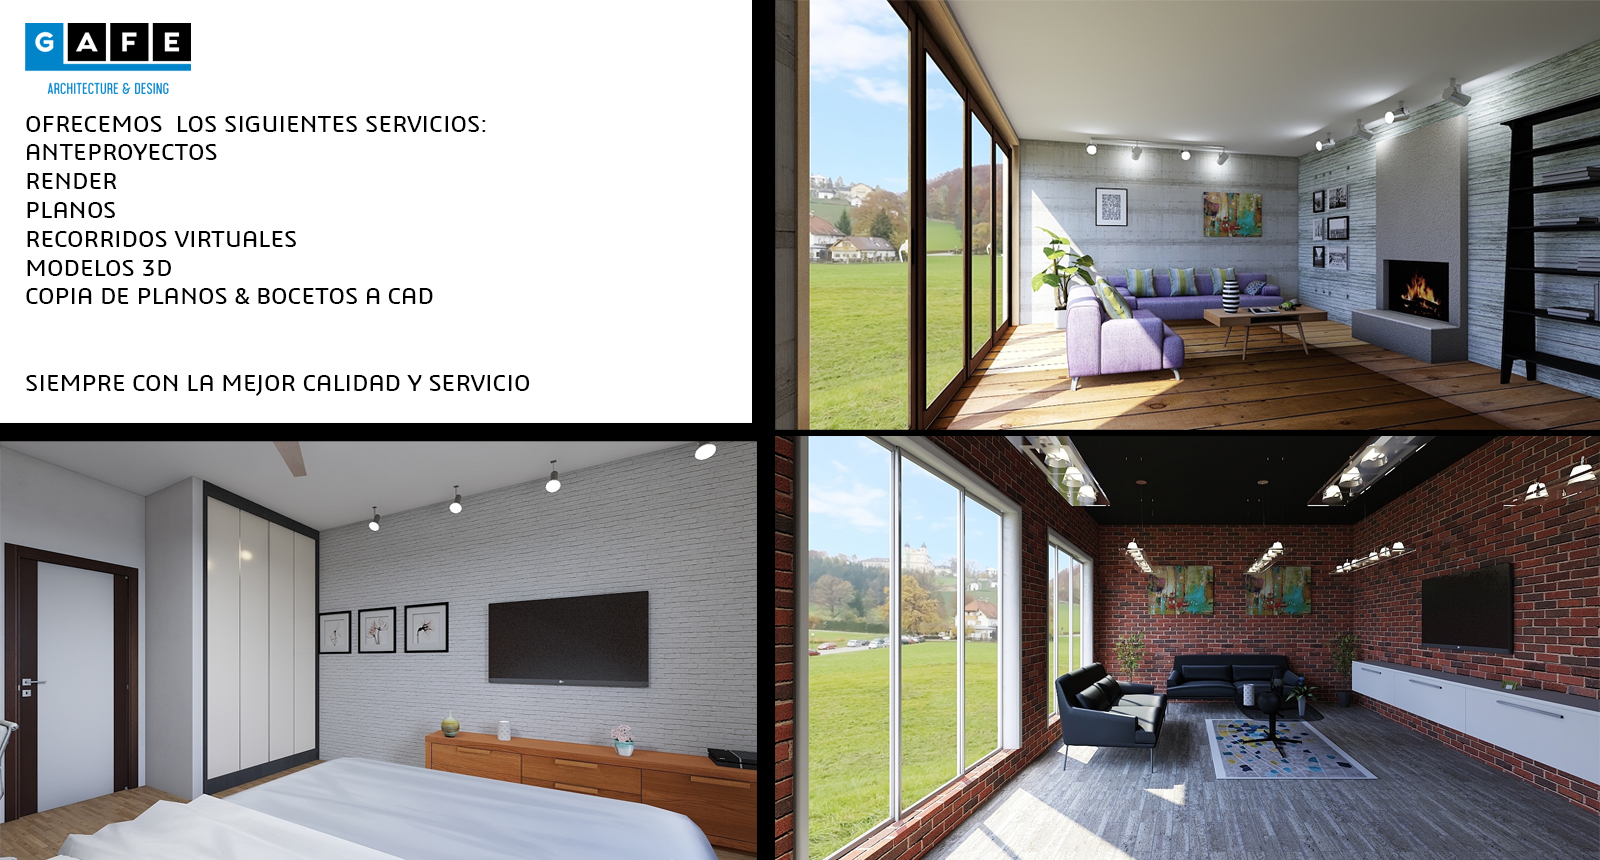 GAFE
ARCHITECTURE & DESING
OFRECEMOS LOS SIGUIENTES SERVICIOS:
ANTEPROYECTOS
RENDER
PLANOS
RECORRIDOS VIRTUALES
MODELOS 3D
COPIA DE PLANOS & BOCETOS A CAD
SIEMPRE CON LA MEJOR CALIDAD Y SERVICIO